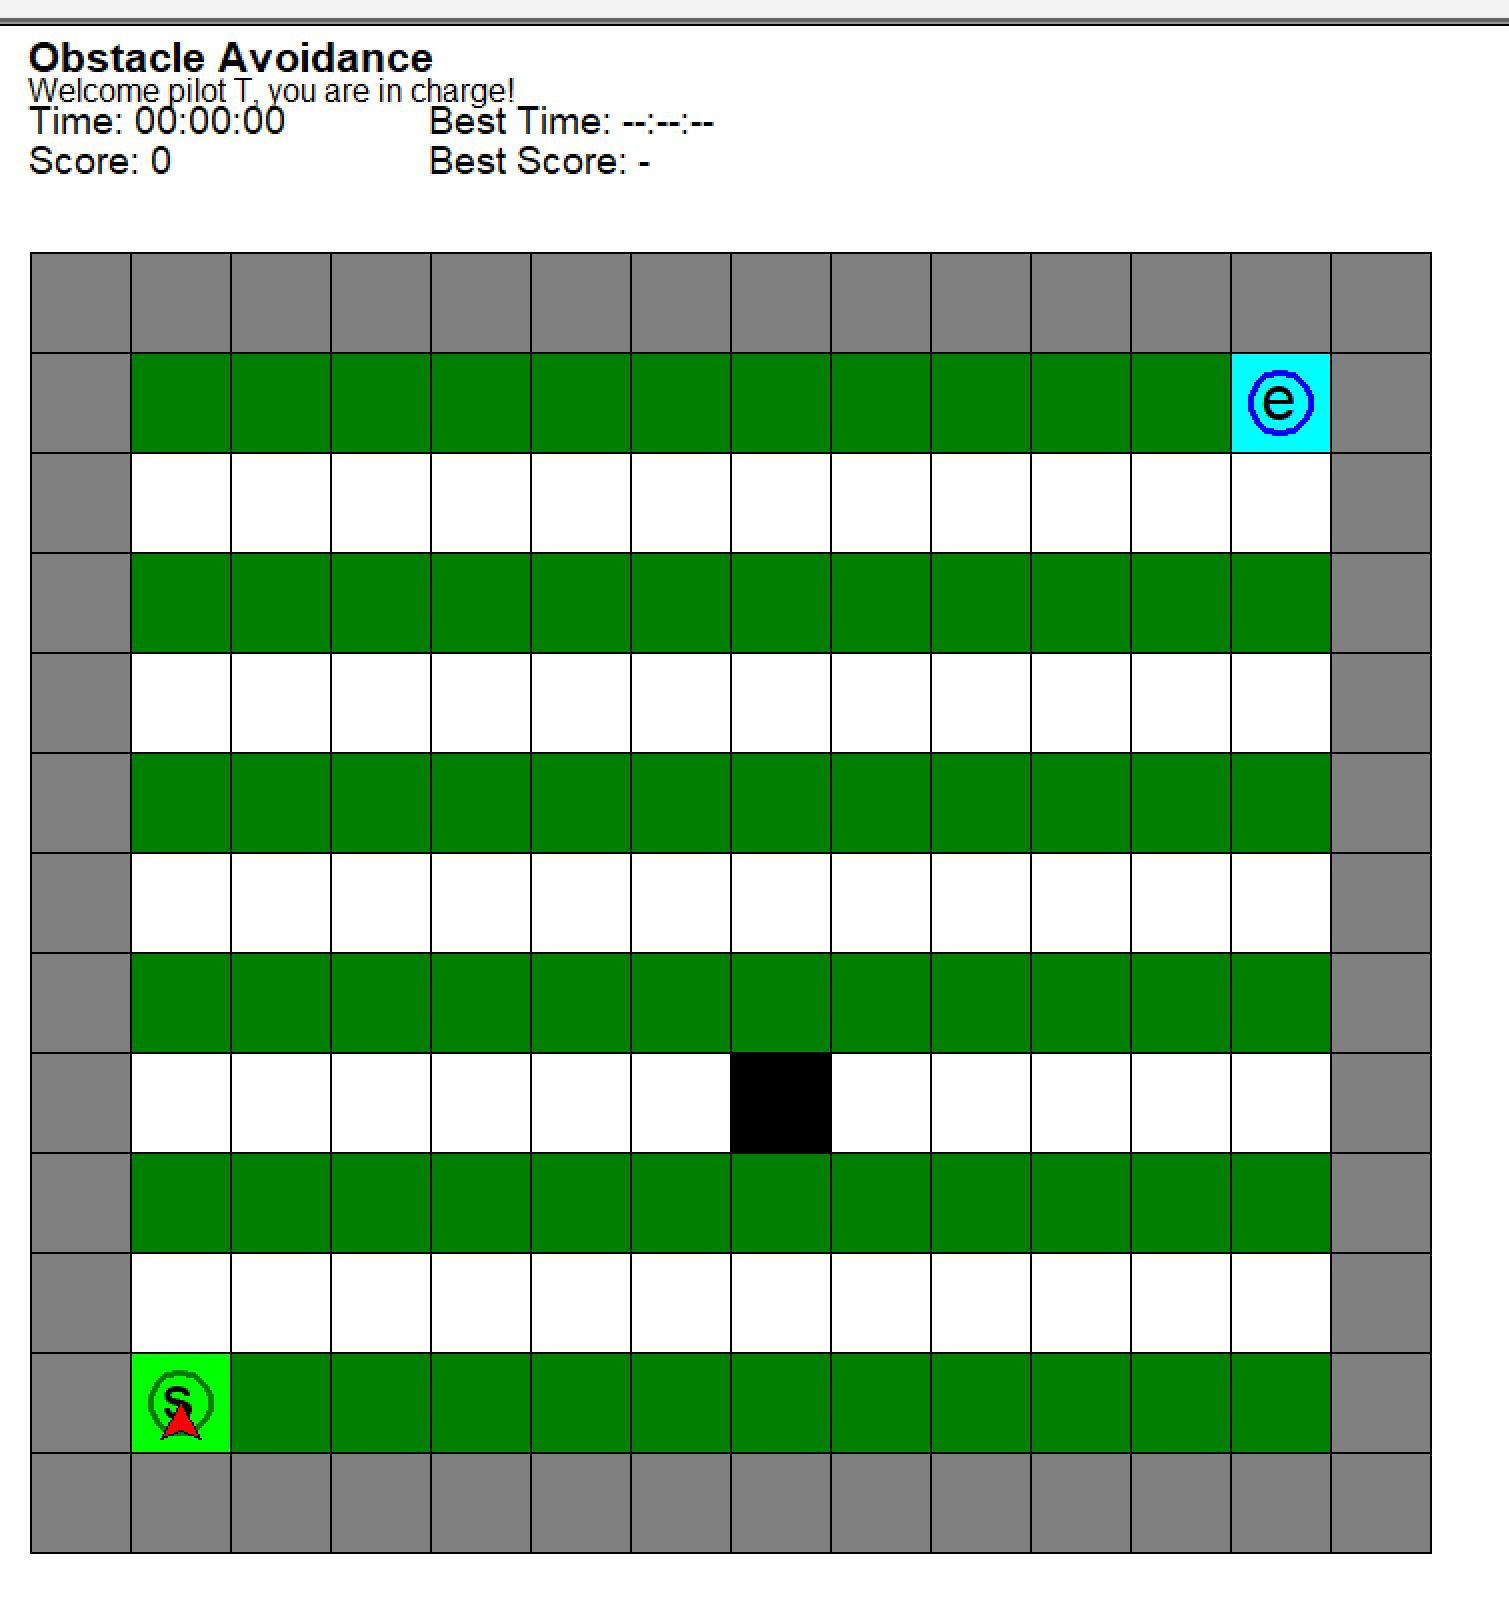 Obstacle Avoidance
Welcome pilot T, you are in charge!
Time: 00:00:00 Best Time: --:--:--
Score: 0 Best Score: -
e
s